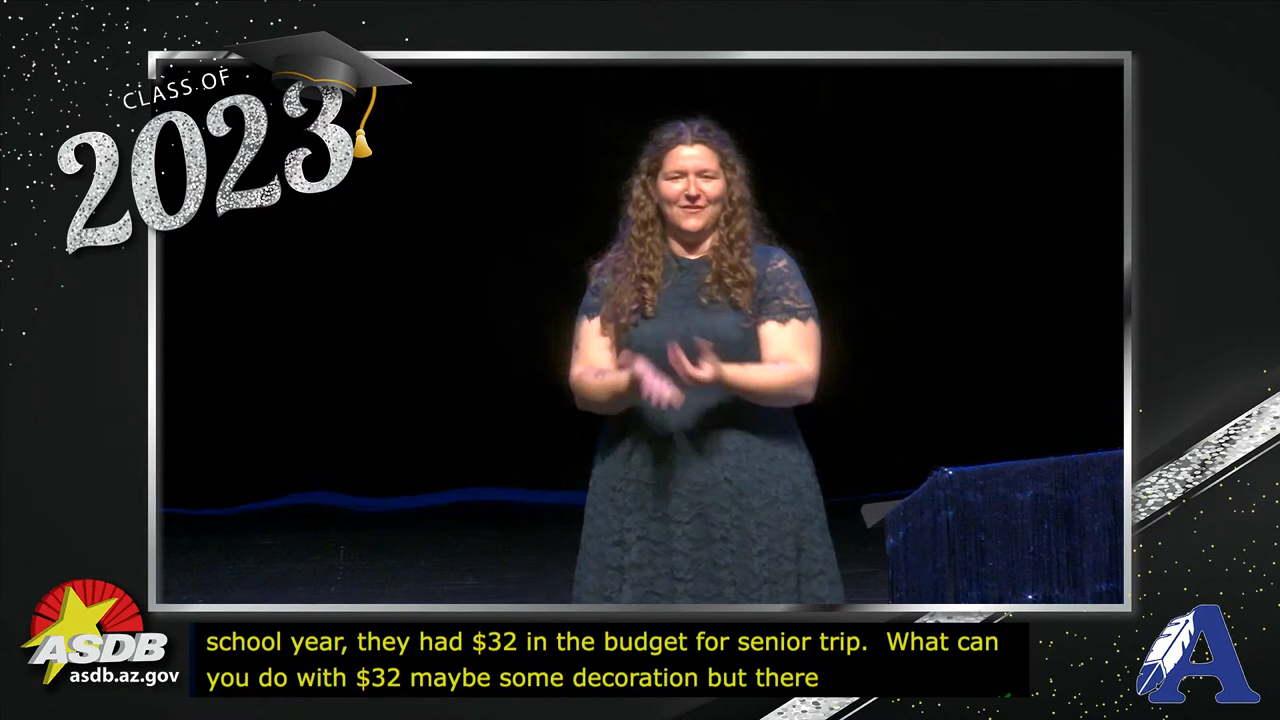 CLASS OF
2023
ASDB
asdb.az.gov
school year, they had $32 in the budget for senior trip.  What can
you do with $32 maybe some decoration but there
A